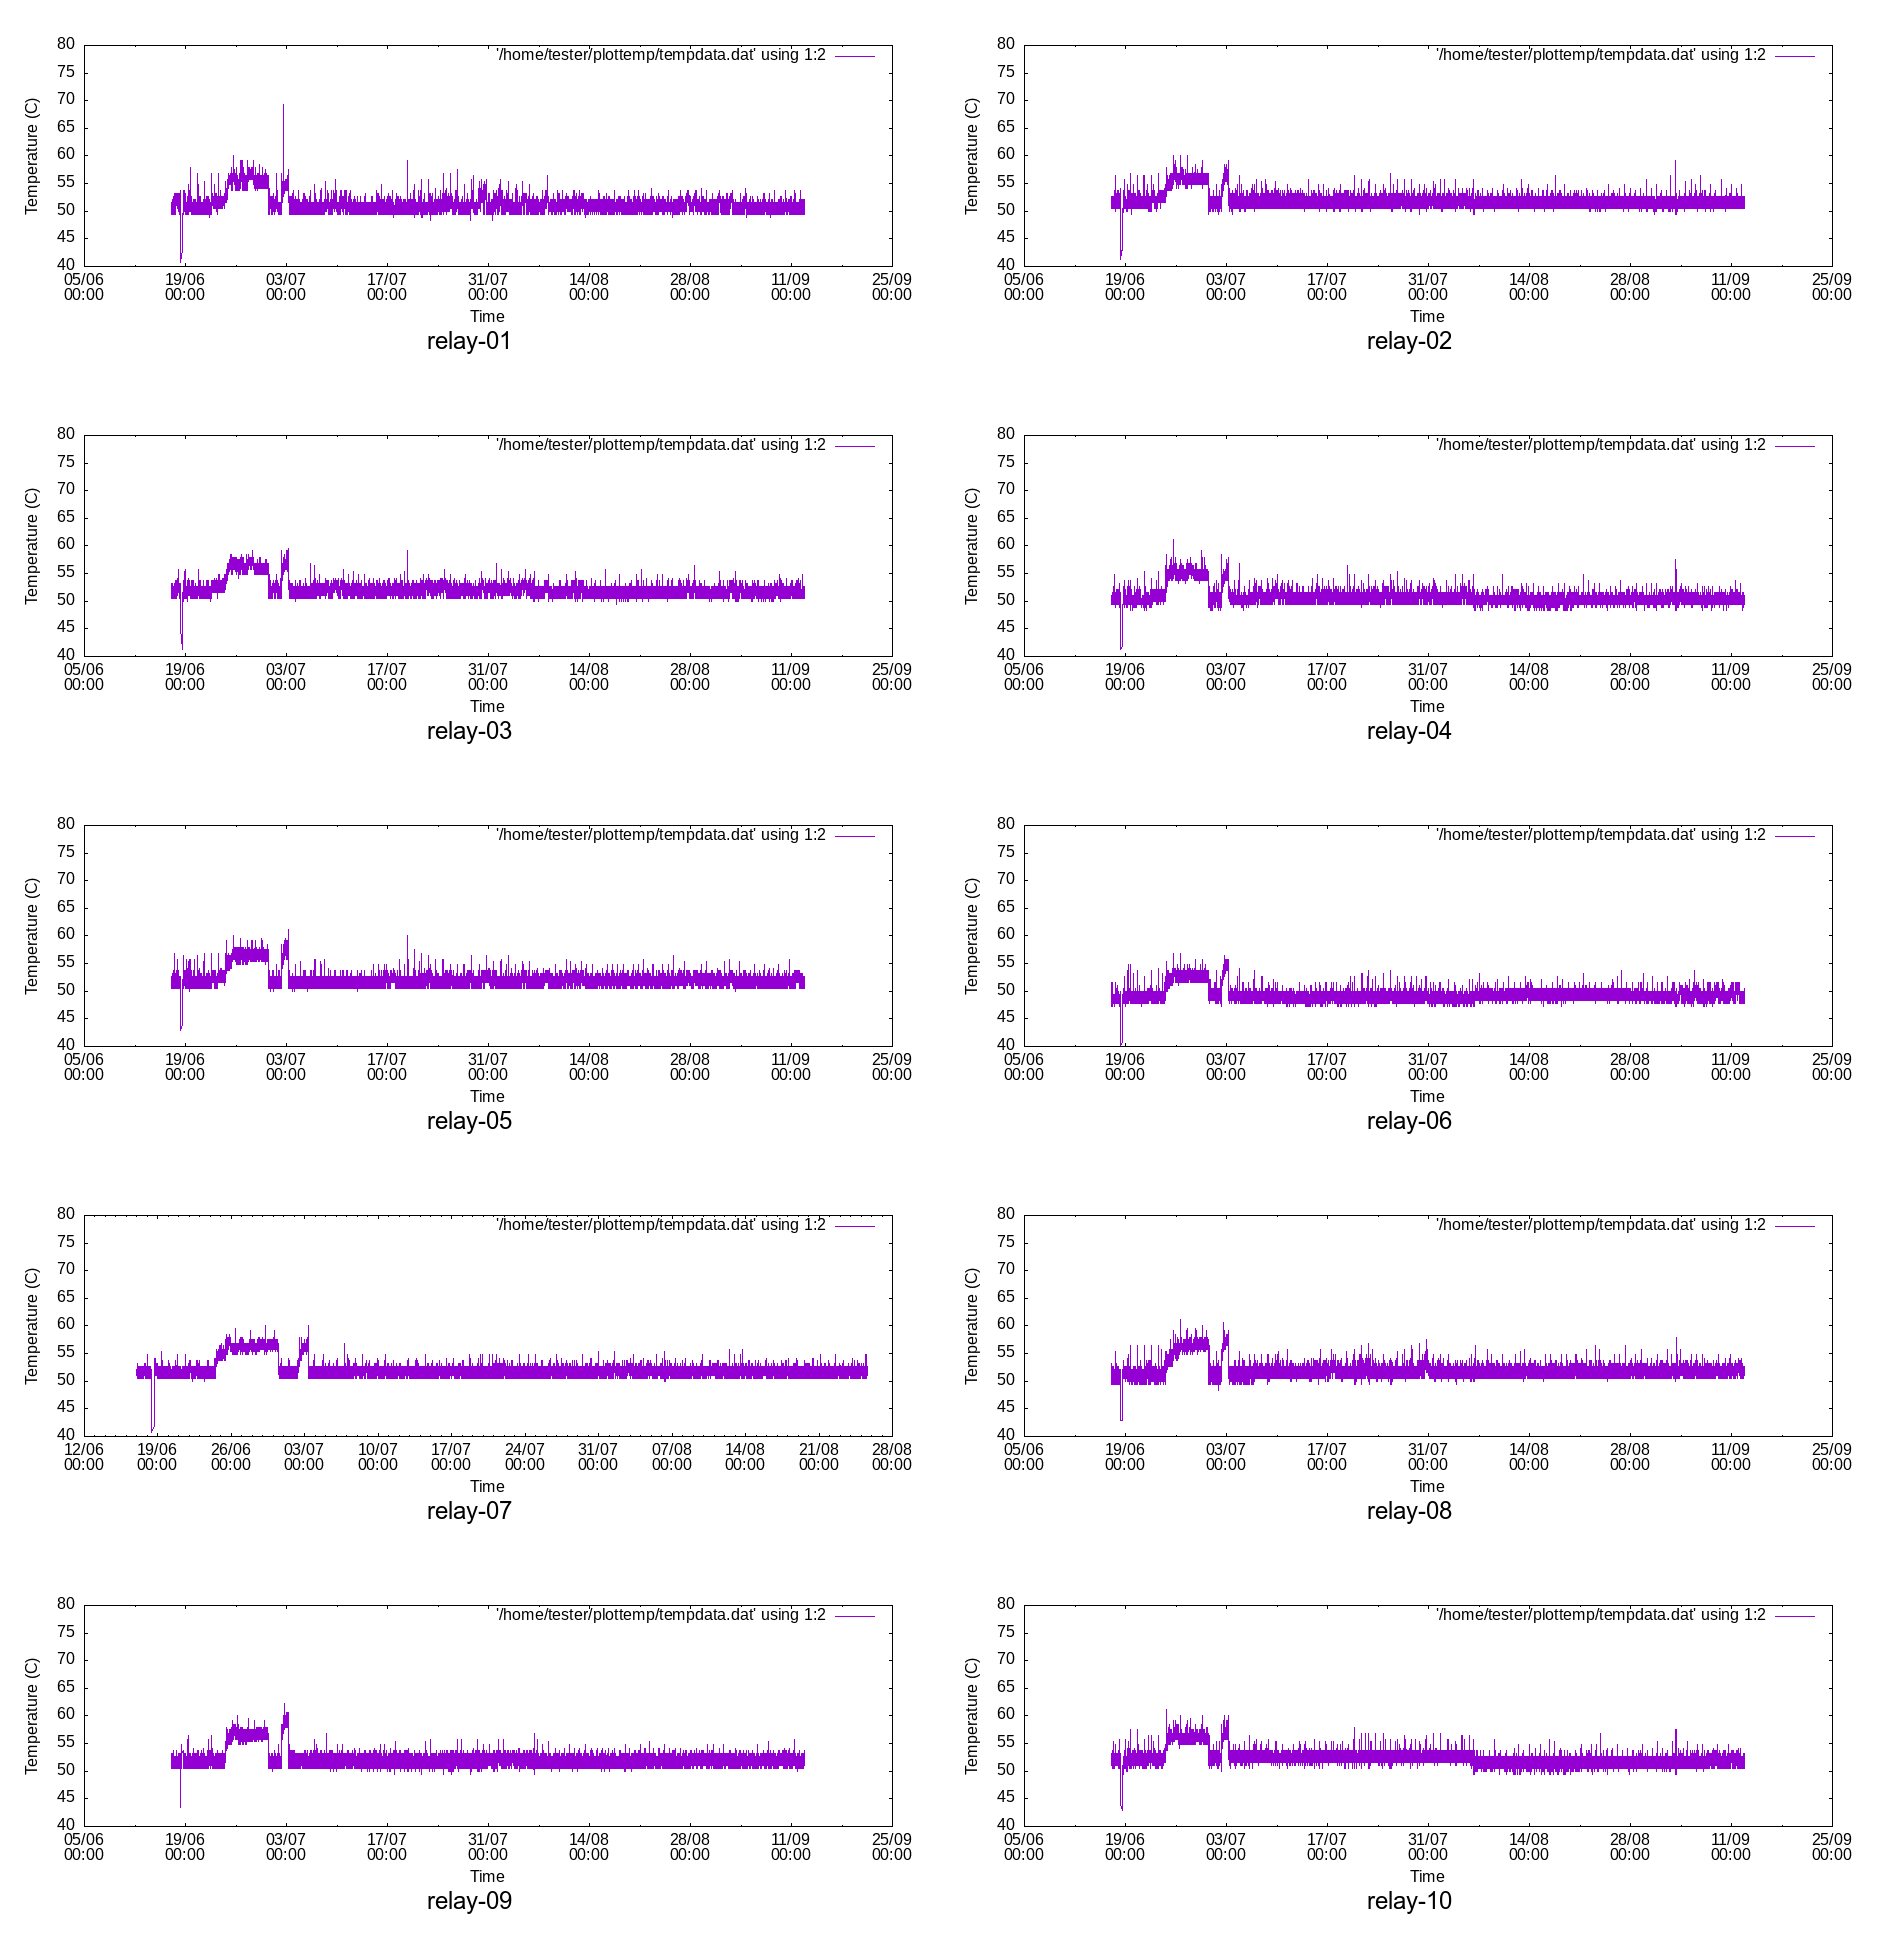 80 '/home/tester/plottemp/tempdata.dat' using 1:2
75
70
65
60
55
50
45
40
Temperature (C)
05/06 19/06 03/07 17/07 31/07 14/08 28/08 11/09 25/09
00:00 00:00 00:00 00:00 00:00 00:00 00:00 00:00 00:00
Time
relay-01
80 '/home/tester/plottemp/tempdata.dat' using 1:2
75
70
65
60
55
50
45
40
Temperature (C)
05/06 19/06 03/07 17/07 31/07 14/08 28/08 11/09 25/09
00:00 00:00 00:00 00:00 00:00 00:00 00:00 00:00 00:00
Time
relay-02
80 '/home/tester/plottemp/tempdata.dat' using 1:2
75
70
65
60
55
50
45
40
Temperature (C)
05/06 19/06 03/07 17/07 31/07 14/08 28/08 11/09 25/09
00:00 00:00 00:00 00:00 00:00 00:00 00:00 00:00 00:00
Time
relay-03
80 '/home/tester/plottemp/tempdata.dat' using 1:2
75
70
65
60
55
50
45
40
Temperature (C)
05/06 19/06 03/07 17/07 31/07 14/08 28/08 11/09 25/09
00:00 00:00 00:00 00:00 00:00 00:00 00:00 00:00 00:00
Time
relay-04
80 '/home/tester/plottemp/tempdata.dat' using 1:2
75
70
65
60
55
50
45
40
Temperature (C)
05/06 19/06 03/07 17/07 31/07 14/08 28/08 11/09 25/09
00:00 00:00 00:00 00:00 00:00 00:00 00:00 00:00 00:00
Time
relay-05
80 '/home/tester/plottemp/tempdata.dat' using 1:2
75
70
65
60
55
50
45
40
Temperature (C)
05/06 19/06 03/07 17/07 31/07 14/08 28/08 11/09 25/09
00:00 00:00 00:00 00:00 00:00 00:00 00:00 00:00 00:00
Time
relay-06
80 '/home/tester/plottemp/tempdata.dat' using 1:2
75
70
65
60
55
50
45
40
Temperature (C)
12/06 19/06 26/06 03/07 10/07 17/07 24/07 31/07 07/08 14/08 21/08 28/08
00:00 00:00 00:00 00:00 00:00 00:00 00:00 00:00 00:00 00:00 00:00 00:00
Time
relay-07
80 '/home/tester/plottemp/tempdata.dat' using 1:2
75
70
65
60
55
50
45
40
Temperature (C)
05/06 19/06 03/07 17/07 31/07 14/08 28/08 11/09 25/09
00:00 00:00 00:00 00:00 00:00 00:00 00:00 00:00 00:00
Time
relay-08
80 '/home/tester/plottemp/tempdata.dat' using 1:2
75
70
65
60
55
50
45
40
Temperature (C)
05/06 19/06 03/07 17/07 31/07 14/08 28/08 11/09 25/09
00:00 00:00 00:00 00:00 00:00 00:00 00:00 00:00 00:00
Time
relay-09
80 '/home/tester/plottemp/tempdata.dat' using 1:2
75
70
65
60
55
50
45
40
Temperature (C)
05/06 19/06 03/07 17/07 31/07 14/08 28/08 11/09 25/09
00:00 00:00 00:00 00:00 00:00 00:00 00:00 00:00 00:00
Time
relay-10